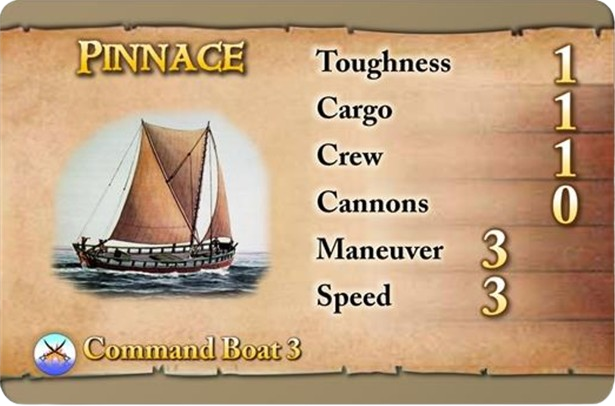 PINNACE
Toughness 1
Cargo 1
Crew 1
Cannons 0
Maneuver 3
Speed 3
Command Boat 3